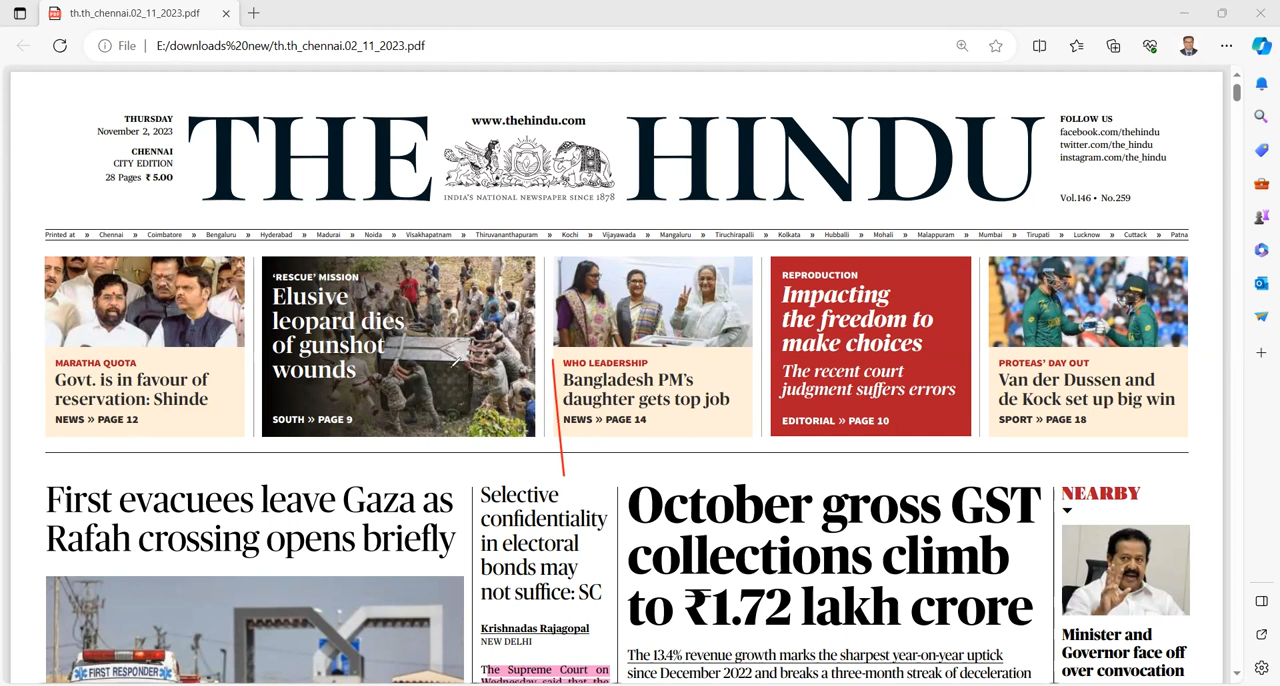 th.th_chennai.02_11_2023.pdf
File
E:/downloads%20new/th.th_chennai.02_11_2023.pdf
THURSDAY
November 2, 2023
CHENNAI
CITY EDITION
28 Pages ₹ 5.00
THE HINDU
www.thehindu.com
INDIA'S NATIONAL NEWSPAPER SINCE 1878
FOLLOW US
facebook.com/thehindu
twitter.com/the_hindu
instagram.com/the_hindu
Vol.146 • No.259
Printed at » Chennai » Coimbatore » Bengaluru » Hyderabad » Madurai » Noida » Visakhapatnam » Thiruvananthapuram » Kochi » Vijayawada » Mangaluru » Tiruchirapalli » Kolkata » Hubballi » Mohali » Malappuram » Mumbai » Tirupati » Lucknow » Cuttack » Patna
MARATHA QUOTA
Govt. is in favour of
reservation: Shinde
NEWS » PAGE 12
'RESCUE' MISSION
Elusive
leopard dies
of gunshot
wounds
SOUTH » PAGE 9
WHO LEADERSHIP
Bangladesh PM's
daughter gets top job
NEWS » PAGE 14
REPRODUCTION
Impacting
the freedom to
make choices
The recent court
judgment suffers errors
EDITORIAL » PAGE 10
PROTEAS' DAY OUT
Van der Dussen and
de Kock set up big win
SPORT » PAGE 18
First evacuees leave Gaza as
Rafah crossing opens briefly
FIRST RESPONDER
Selective
confidentiality
in electoral
bonds may
not suffice: SC
Krishnadas Rajagopal
NEW DELHI
The Supreme Court on
Wednesday said that the
October gross GST
collections climb
to ₹1.72 lakh crore
The 13.4% revenue growth marks the sharpest year-on-year uptick
since December 2022 and breaks a three-month streak of deceleration
NEARBY
Minister and
Governor face off
over convocation